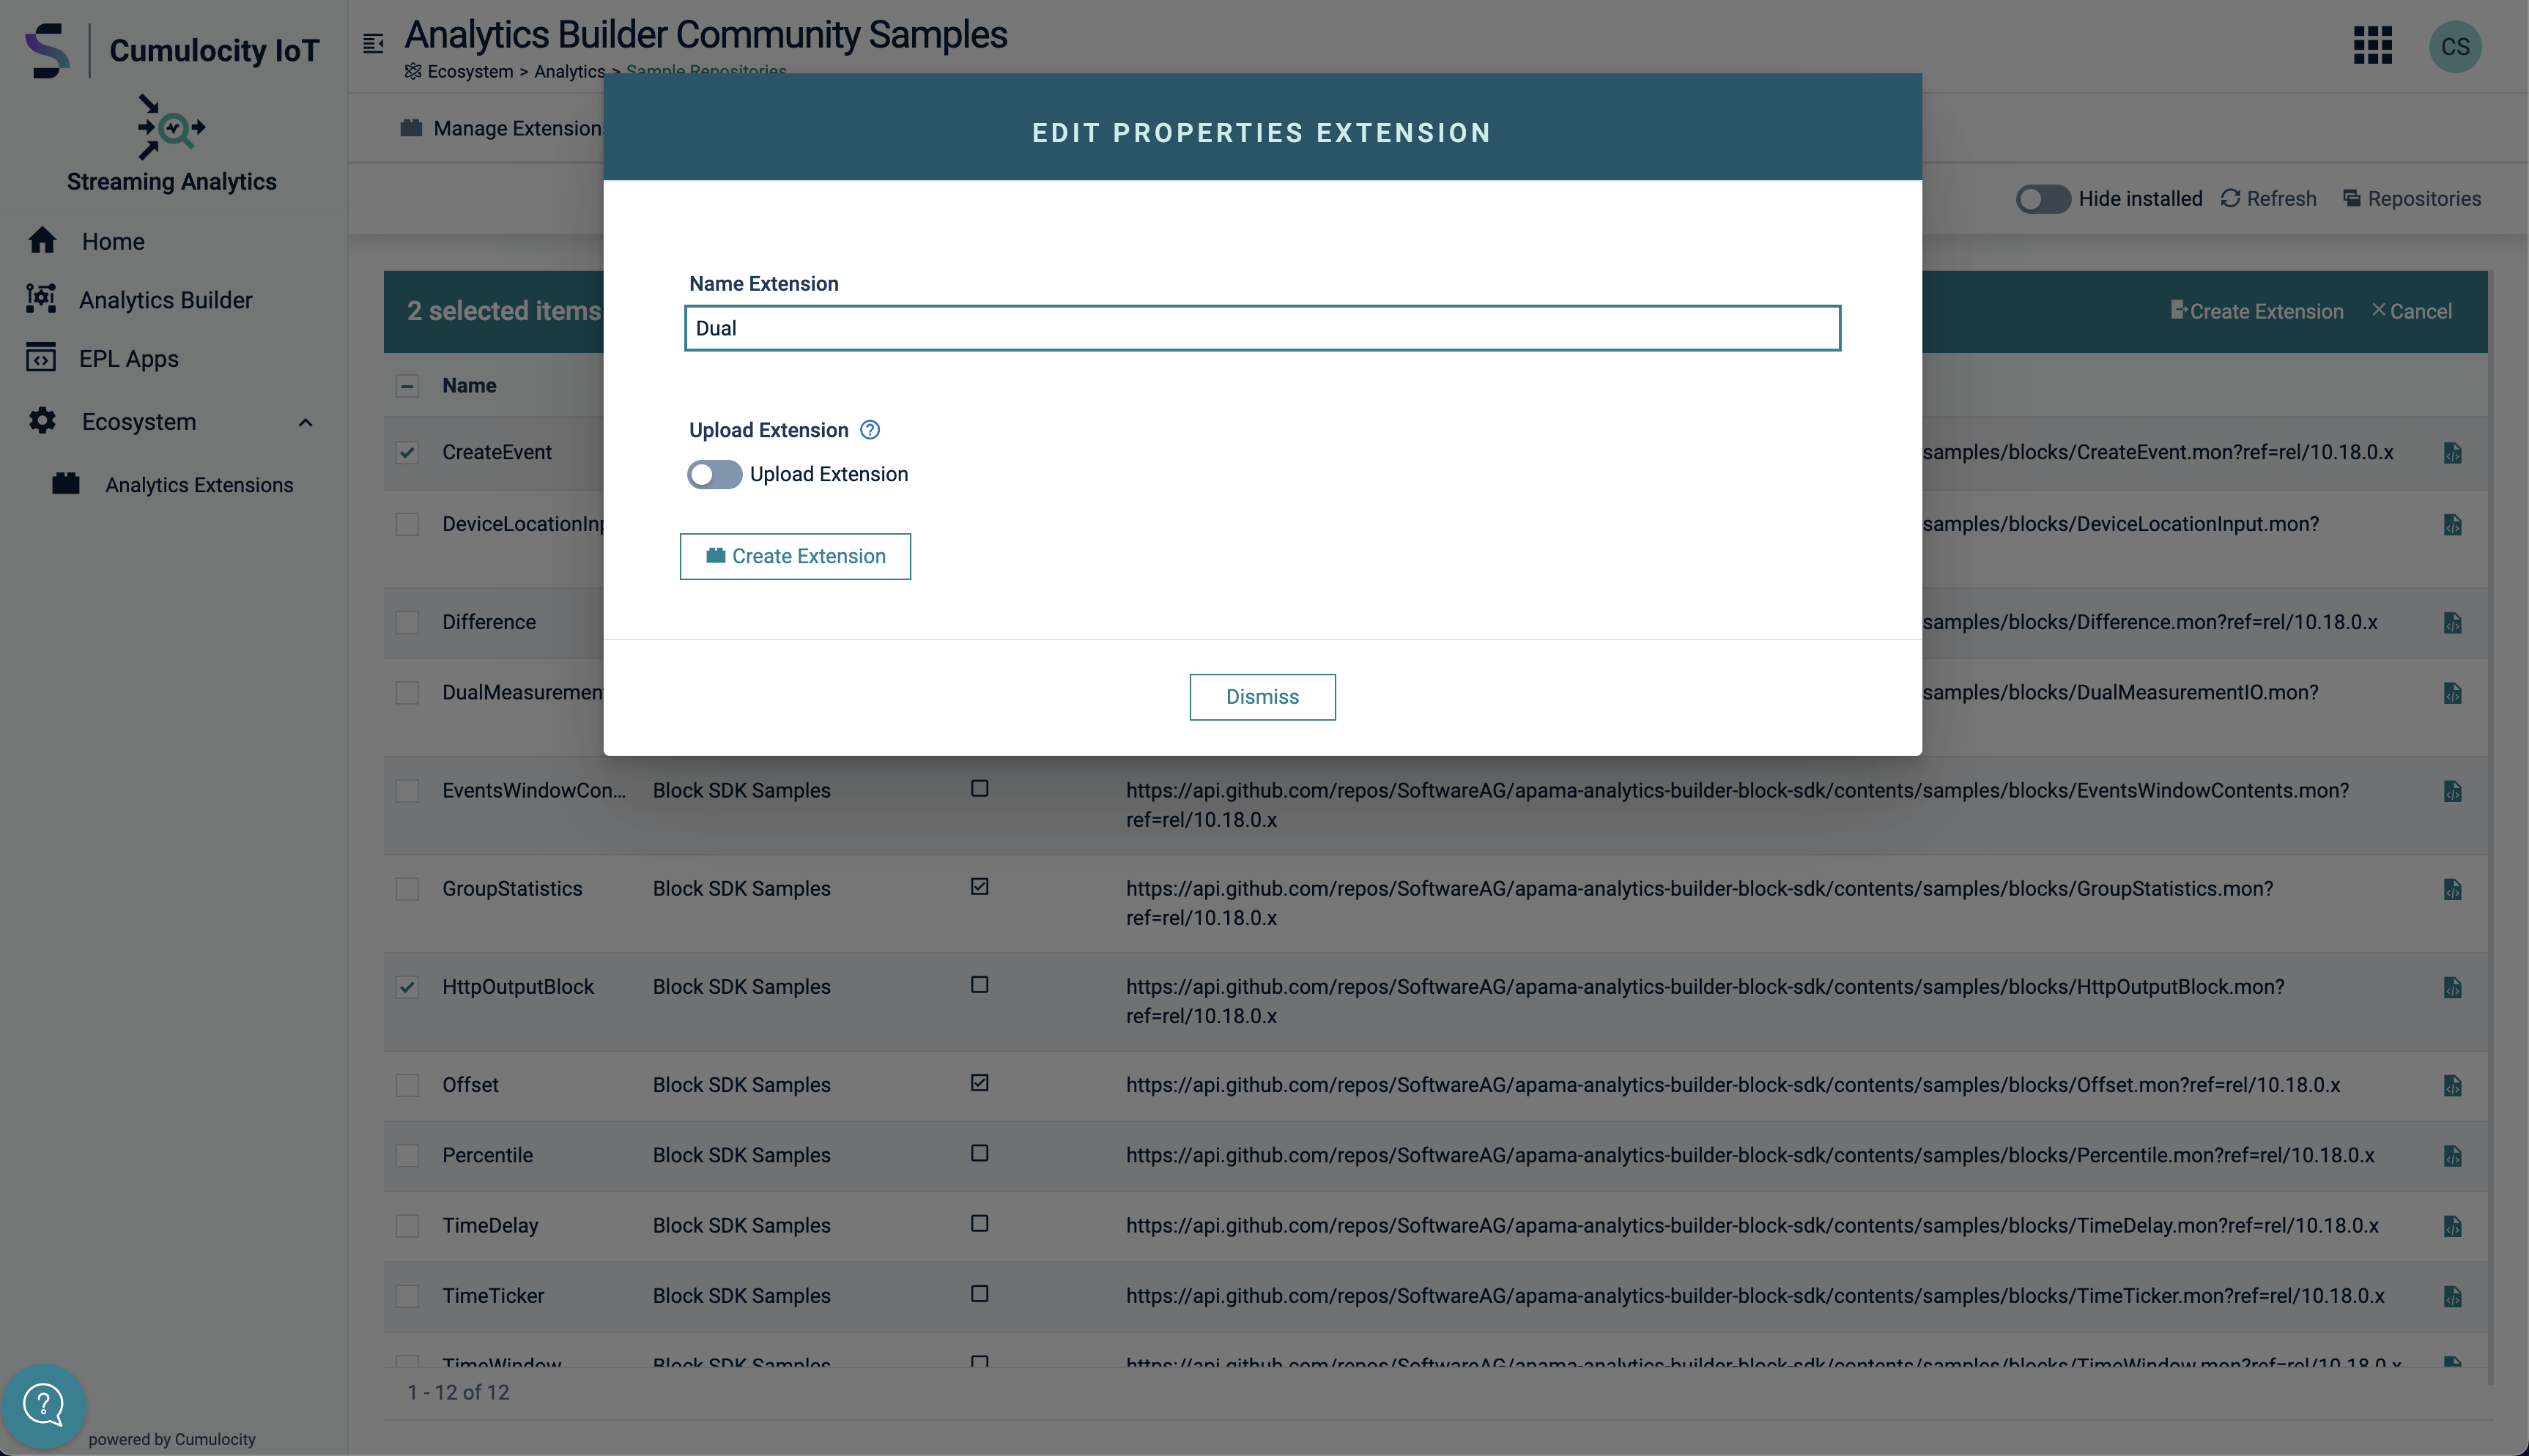 Cumulocity IoT
Streaming Analytics
Home
Analytics Builder
EPL Apps
Ecosystem
Analytics Extensions
powered by Cumulocity
Analytics Builder Community Samples
Ecosystem > Analytics > Sample Repositories
CS
Manage Extension
Hide installed Refresh Repositories
2 selected items
Create Extension Cancel
Name
CreateEvent samples/blocks/CreateEvent.mon?ref=rel/10.18.0.x
DeviceLocationInp samples/blocks/DeviceLocationInput.mon?
Difference samples/blocks/Difference.mon?ref=rel/10.18.0.x
DualMeasuremen samples/blocks/DualMeasurementIO.mon?
EDIT PROPERTIES EXTENSION
Name Extension
Dual
Upload Extension ?
Upload Extension
Create Extension
Dismiss
EventsWindowCon... Block SDK Samples https://api.github.com/repos/SoftwareAG/apama-analytics-builder-block-sdk/contents/samples/blocks/EventsWindowContents.mon?
ref=rel/10.18.0.x
GroupStatistics Block SDK Samples https://api.github.com/repos/SoftwareAG/apama-analytics-builder-block-sdk/contents/samples/blocks/GroupStatistics.mon?
ref=rel/10.18.0.x
HttpOutputBlock Block SDK Samples https://api.github.com/repos/SoftwareAG/apama-analytics-builder-block-sdk/contents/samples/blocks/HttpOutputBlock.mon?
ref=rel/10.18.0.x
Offset Block SDK Samples https://api.github.com/repos/SoftwareAG/apama-analytics-builder-block-sdk/contents/samples/blocks/Offset.mon?ref=rel/10.18.0.x
Percentile Block SDK Samples https://api.github.com/repos/SoftwareAG/apama-analytics-builder-block-sdk/contents/samples/blocks/Percentile.mon?ref=rel/10.18.0.x
TimeDelay Block SDK Samples https://api.github.com/repos/SoftwareAG/apama-analytics-builder-block-sdk/contents/samples/blocks/TimeDelay.mon?ref=rel/10.18.0.x
TimeTicker Block SDK Samples https://api.github.com/repos/SoftwareAG/apama-analytics-builder-block-sdk/contents/samples/blocks/TimeTicker.mon?ref=rel/10.18.0.x
TimeWindow Block SDK Samples https://api.github.com/repos/SoftwareAG/apama-analytics-builder-block-sdk/contents/samples/blocks/TimeWindow.mon?ref=rel/10.18.0.x
1 - 12 of 12